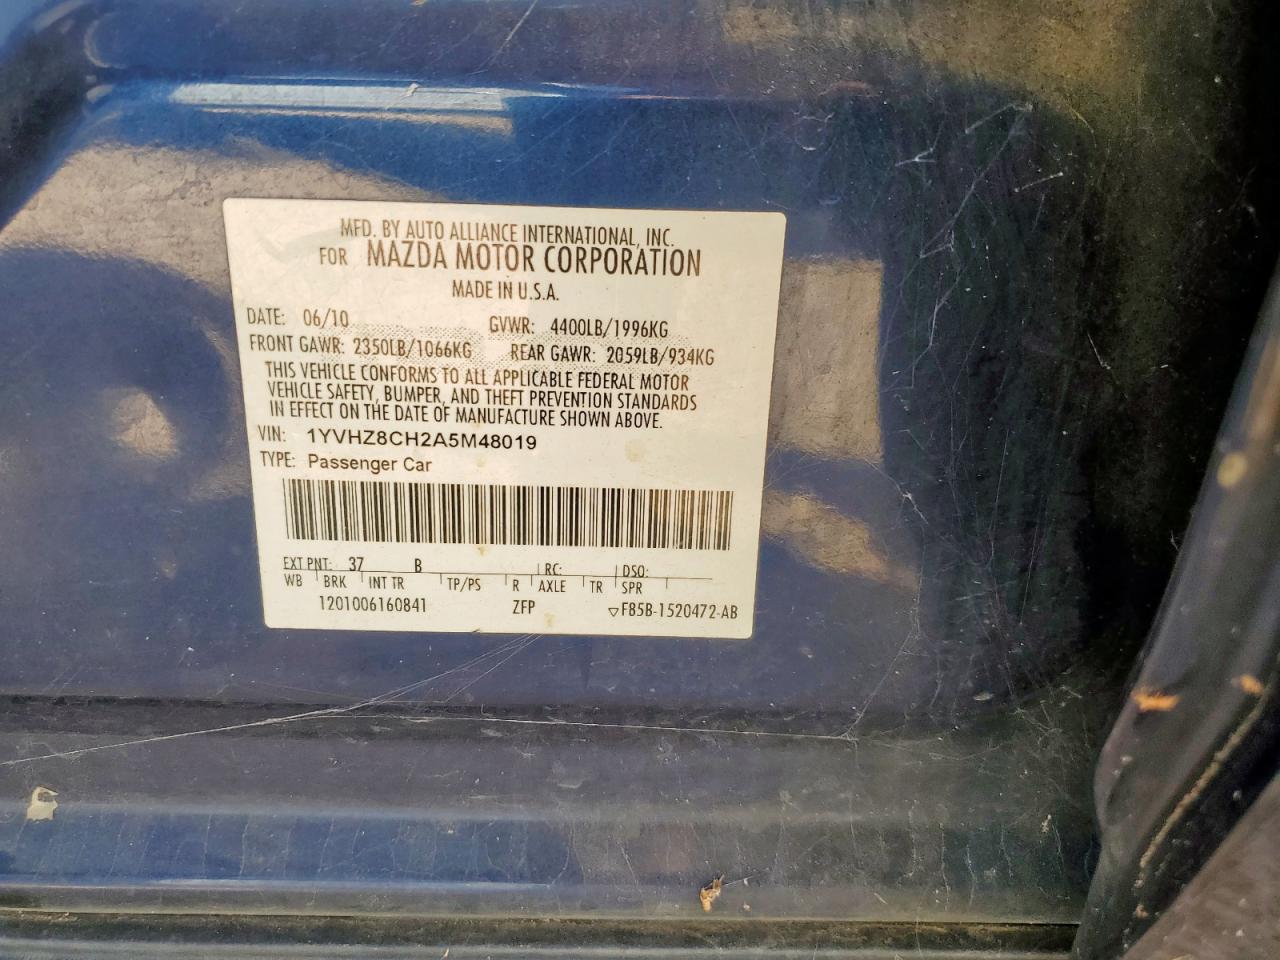 MFD. BY AUTO ALLIANCE INTERNATIONAL, INC.
FOR MAZDA MOTOR CORPORATION
MADE IN U.S.A.
DATE: 06/10 GVWR: 4400LB/1996KG
FRONT GAWR: 2350LB/1066KG REAR GAWR: 2059LB/934KG
THIS VEHICLE CONFORMS TO ALL APPLICABLE FEDERAL MOTOR
VEHICLE SAFETY, BUMPER, AND THEFT PREVENTION STANDARDS
IN EFFECT ON THE DATE OF MANUFACTURE SHOWN ABOVE.
VIN: 1YVHZ8CH2A5M48019
TYPE: Passenger Car
EXT PNT: 37 B RC: DSO:
WB BRK INT TR TP/PS R AXLE TR SPR
1201006160841 ZFP ▽F85B-1520472-AB